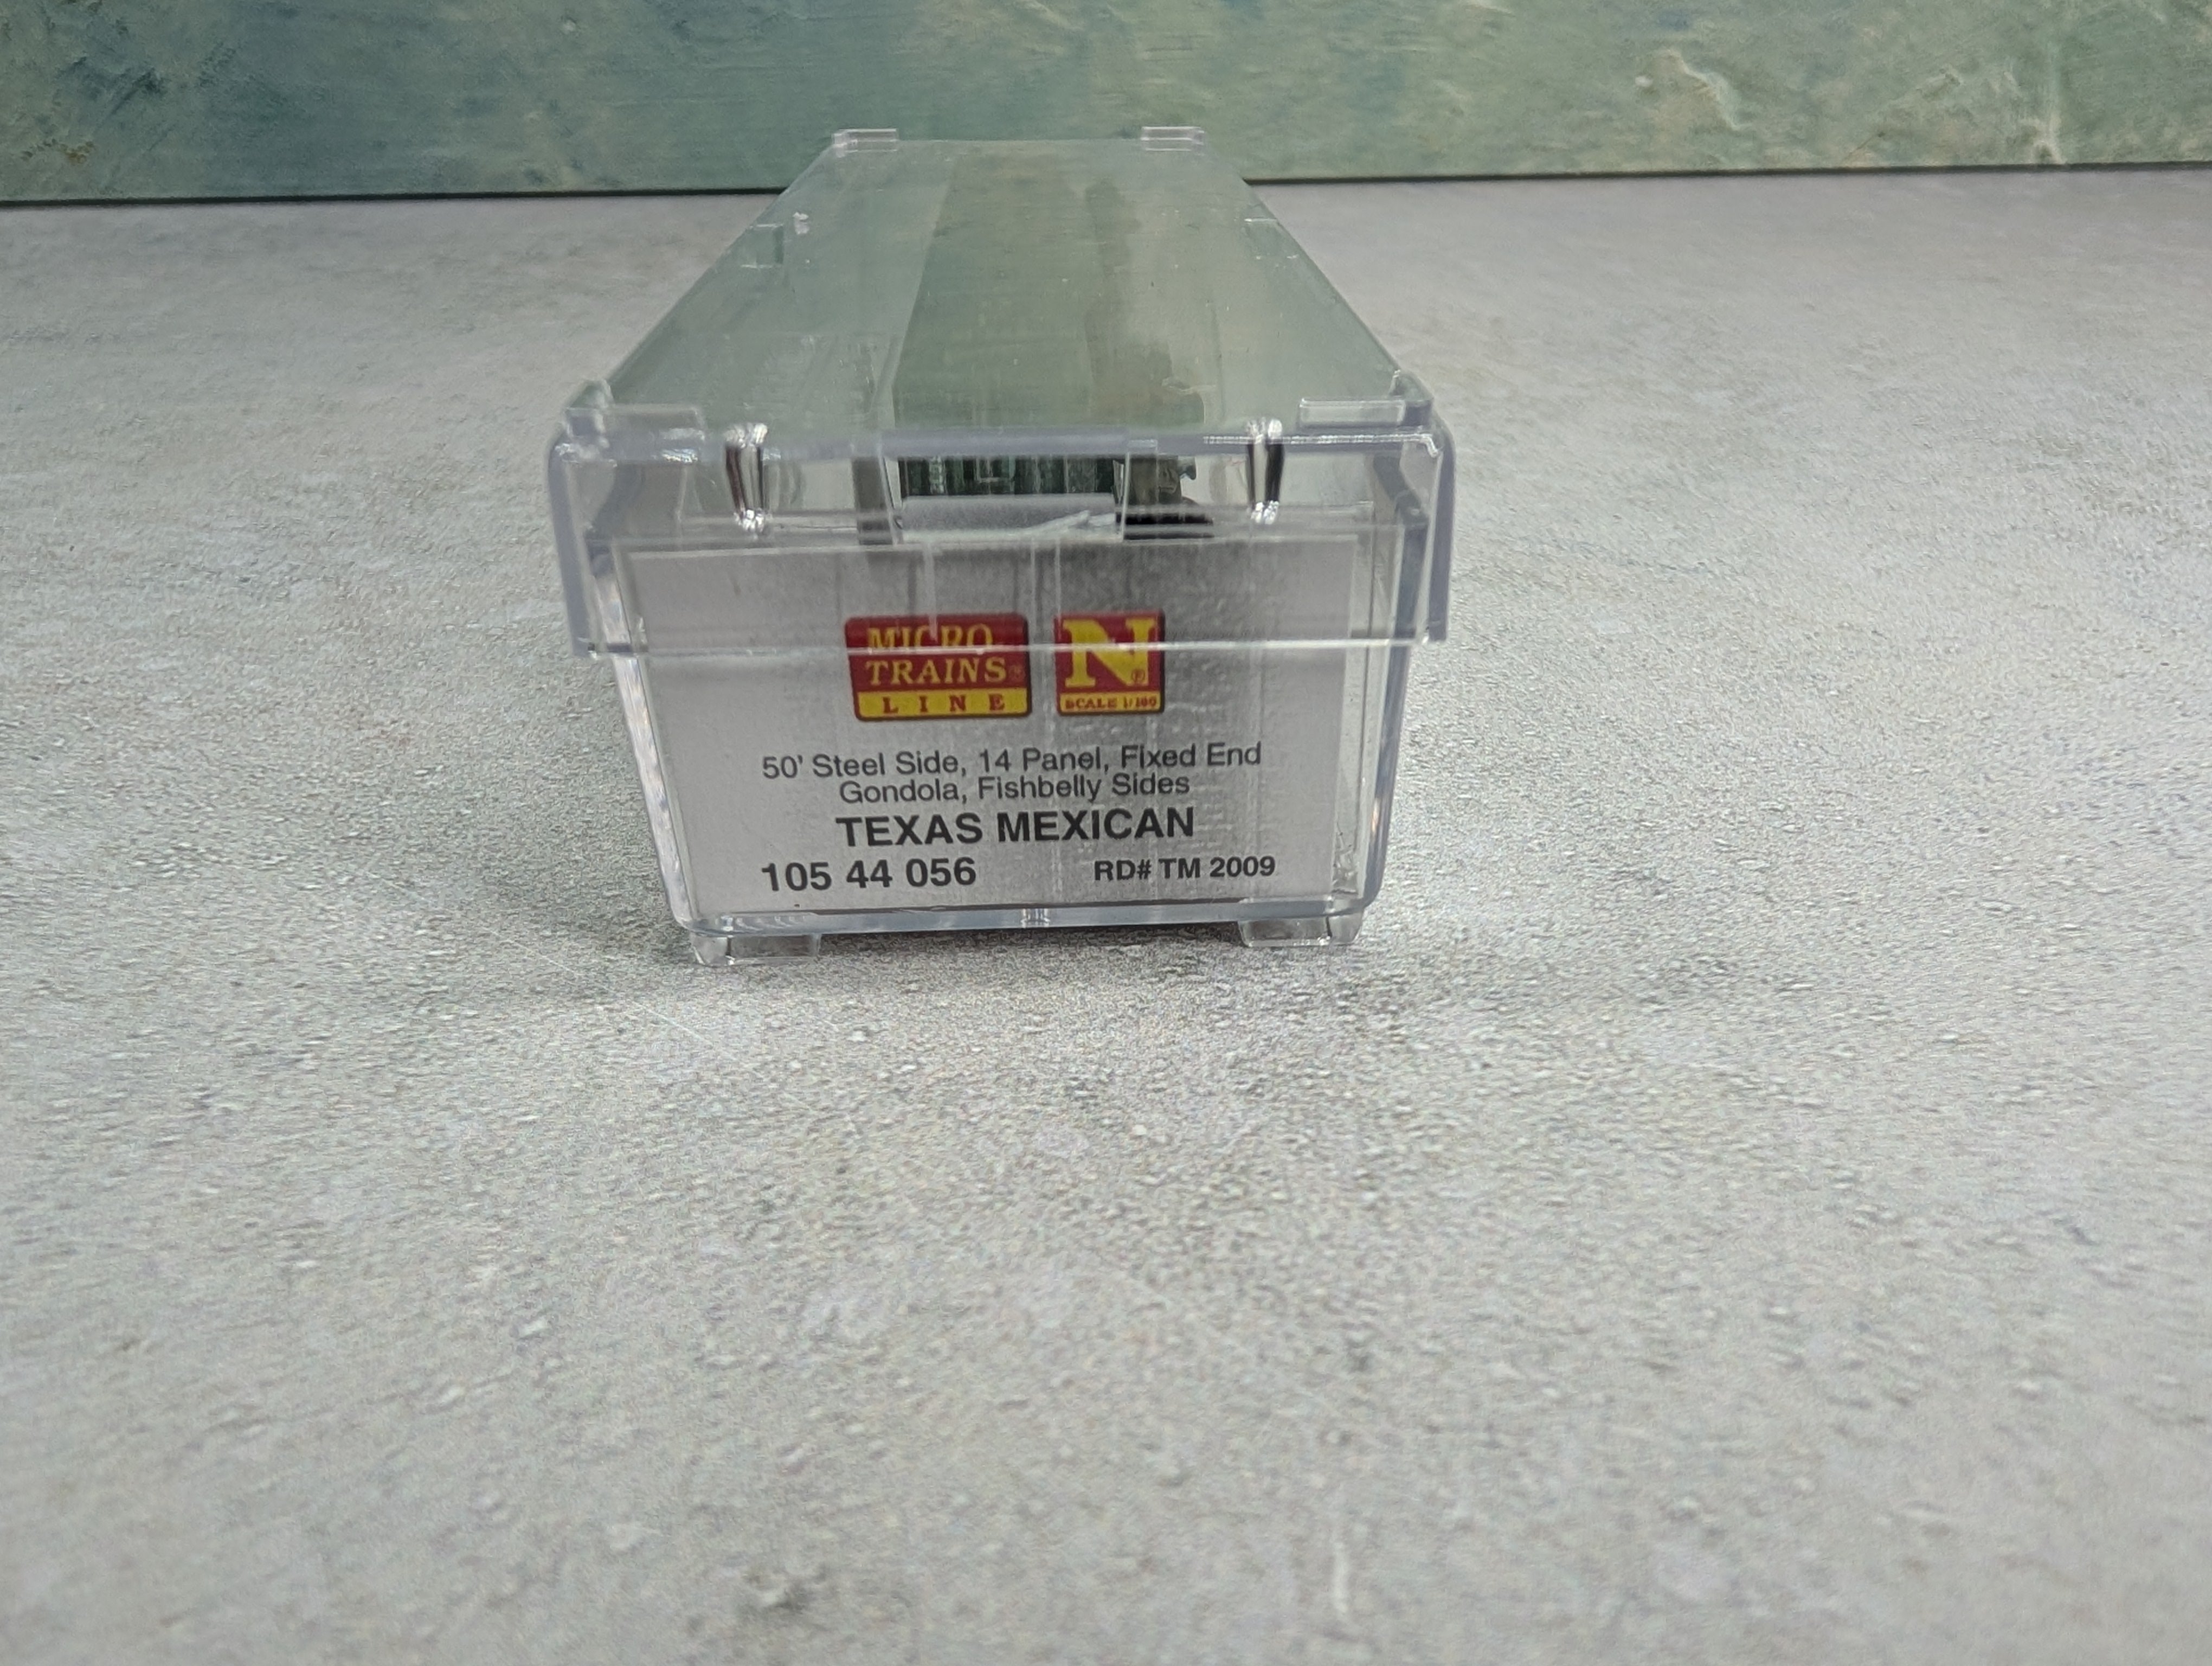 MICRO
TRAINS®
LINE
N®
SCALE 1/160
50' Steel Side, 14 Panel, Fixed End
Gondola, Fishbelly Sides
TEXAS MEXICAN
105 44 056 RD# TM 2009